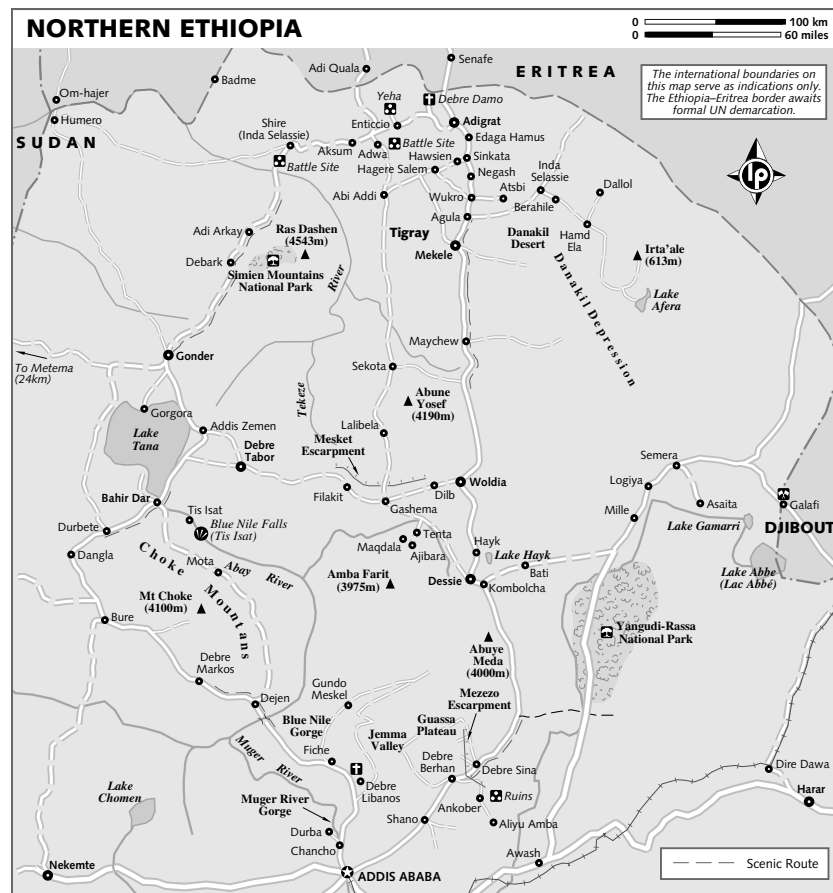 NORTHERN ETHIOPIA
0 100 km
0 60 miles
The international boundaries on
this map serve as indications only.
The Ethiopia–Eritrea border awaits
formal UN demarcation.
Senafe
Adi Quala
ERITREA
Badme
Om-hajer
Humero
SUDAN
Yeha
Debre Damo
Shire
(Inda Selassie)
Enticcio
Adigrat
Edaga Hamus
Battle Site
Aksum
Adwa
Battle Site
Hawsien
Sinkata
Hagere Salem
Negash
Inda
Selassie
Atsbi
Dallol
Abi Addi
Wukro
Berahile
Agula
Adi Arkay
Ras Dashen
(4543m)
Tigray
Danakil
Desert
Hamd
Ela
Mekele
Irta'ale
(613m)
Debark
Simien Mountains
National Park
River
Danakil Depression
Lake
Afera
Maychew
Gonder
To Metema
(24km)
Sekota
Tekeze
Abune
Yosef
(4190m)
Gorgora
Lake
Tana
Addis Zemen
Lalibela
Debre
Tabor
Mesket
Escarpment
Semera
Woldia
Logiya
Filakit
Dilb
Bahir Dar
Gashema
Mille
Asaita
Galafi
Tis Isat
Blue Nile Falls
(Tis Isat)
Lake Gamarri
DJIBOUTI
Durbete
Tenta
Maqdala
Ajibara
Hayk
Lake Hayk
Dangla
Choke Mountans
Mota
Abay
River
Amba Farit
(3975m)
Dessie
Bati
Kombolcha
Lake Abbe
(Lac Abbé)
Mt Choke
(4100m)
Bure
Yangudi-Rassa
National Park
Abuye
Meda
(4000m)
Debre
Markos
Gundo
Meskel
Mezezo
Escarpment
Dejen
Blue Nile
Gorge
Guassa
Plateau
Jemma
Valley
Muger
River
Fiche
Debre
Berhan
Debre Sina
Dire Dawa
Debre
Libanos
Lake
Chomen
Ankober
Ruins
Harar
Muger River
Gorge
Shano
Aliyu Amba
Durba
Chancho
Awash
Nekemte
ADDIS ABABA
Scenic Route
lp